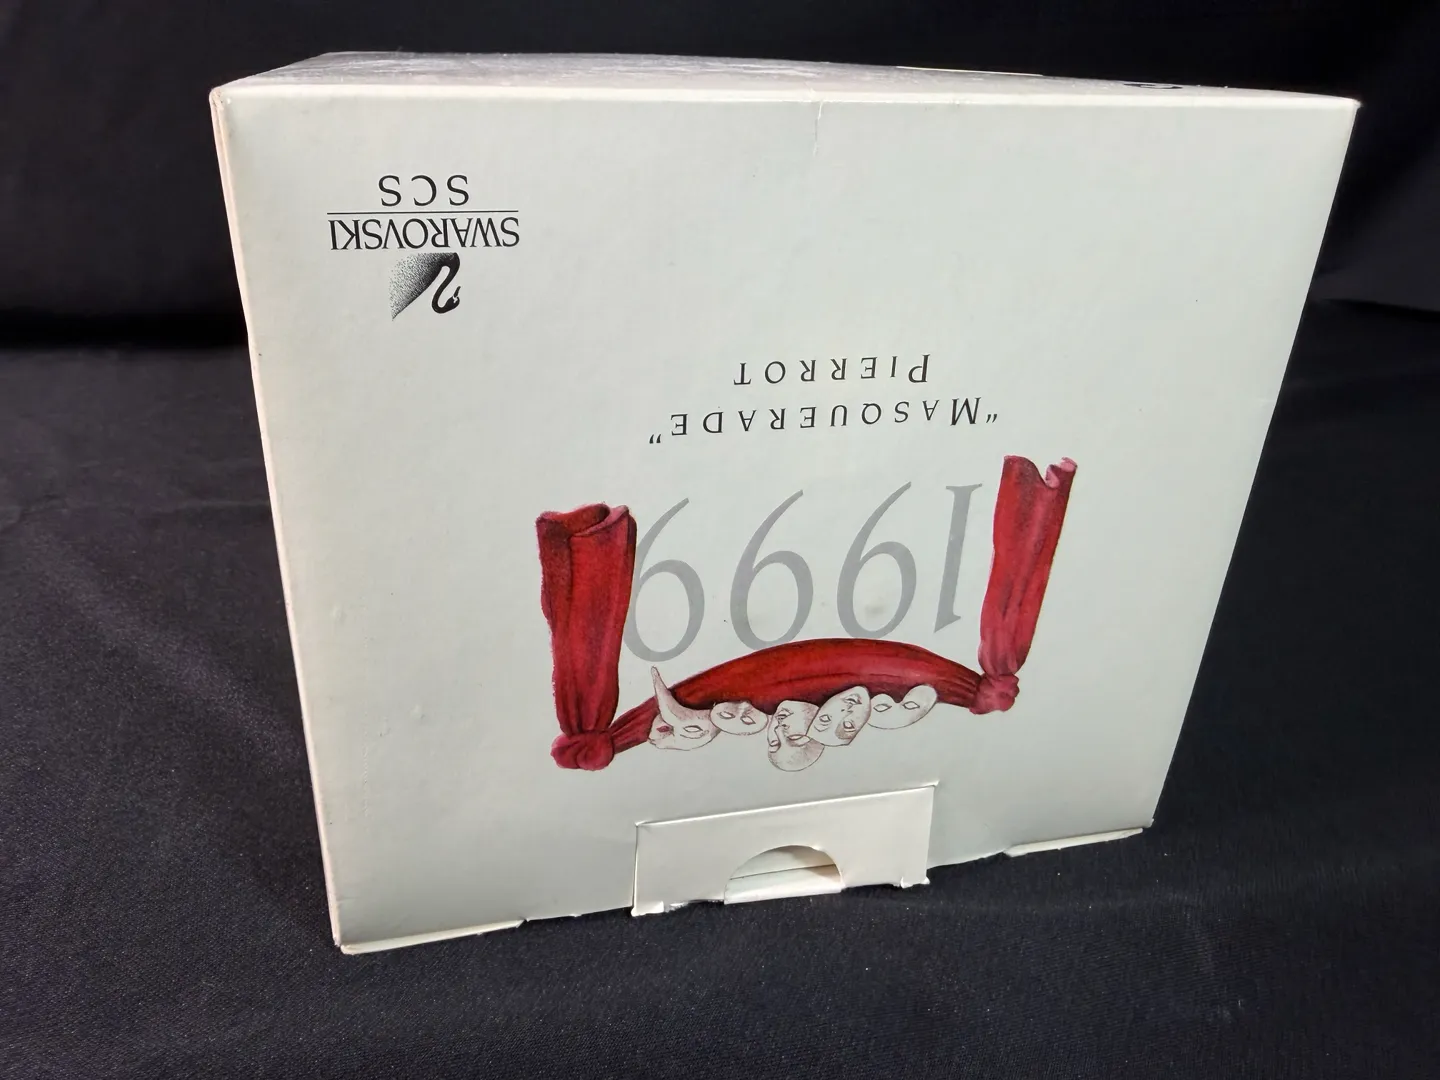 1999
“MASQUERADE”
PIERROT
SWAROVSKI
SCS